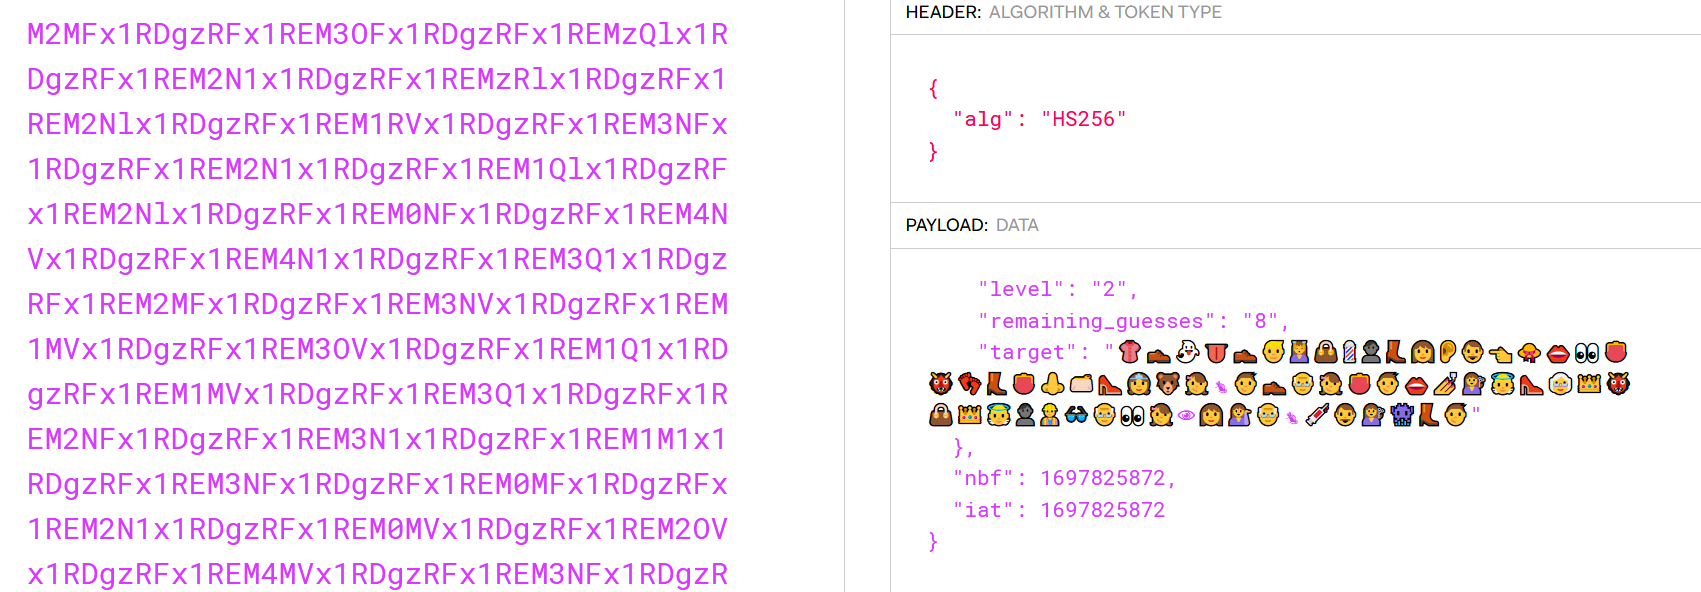 M2MFx1RDgzRFx1REM3OFx1RDgzRFx1REMzQlx1R
DgzRFx1REM2N1x1RDgzRFx1REMzRlx1RDgzRFx1
REM2Nlx1RDgzRFx1REM1RVx1RDgzRFx1REM3NFx
1RDgzRFx1REM2N1x1RDgzRFx1REM1Qlx1RDgzRF
x1REM2Nlx1RDgzRFx1REM0NFx1RDgzRFx1REM4N
Vx1RDgzRFx1REM4N1x1RDgzRFx1REM3Q1x1RDgz
RFx1REM2MFx1RDgzRFx1REM3NVx1RDgzRFx1REM
1MVx1RDgzRFx1REM3OVx1RDgzRFx1REM1Q1x1RD
gzRFx1REM1MVx1RDgzRFx1REM3Q1x1RDgzRFx1R
EM2NFx1RDgzRFx1REM3N1x1RDgzRFx1REM1M1x1
RDgzRFx1REM3NFx1RDgzRFx1REM0MFx1RDgzRFx
1REM2N1x1RDgzRFx1REM0MVx1RDgzRFx1REM2OV
x1RDgzRFx1REM4MVx1RDgzRFx1REM3NFx1RDgzR
HEADER: ALGORITHM & TOKEN TYPE
{
"alg": "HS256"
}
PAYLOAD: DATA
"level": "2",
"remaining_guesses": "8",
"target": "
"
},
"nbf": 1697825872,
"iat": 1697825872
}